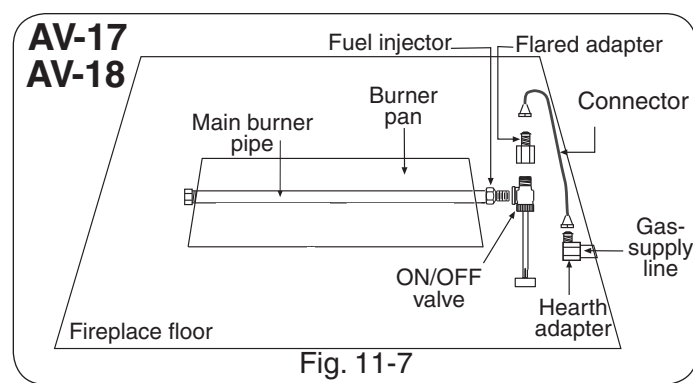 AV-17
AV-18
Fuel injector
Flared adapter
Connector
Burner
pan
Main burner
pipe
Gas-
supply
line
ON/OFF
valve
Hearth
adapter
Fireplace floor
Fig. 11-7